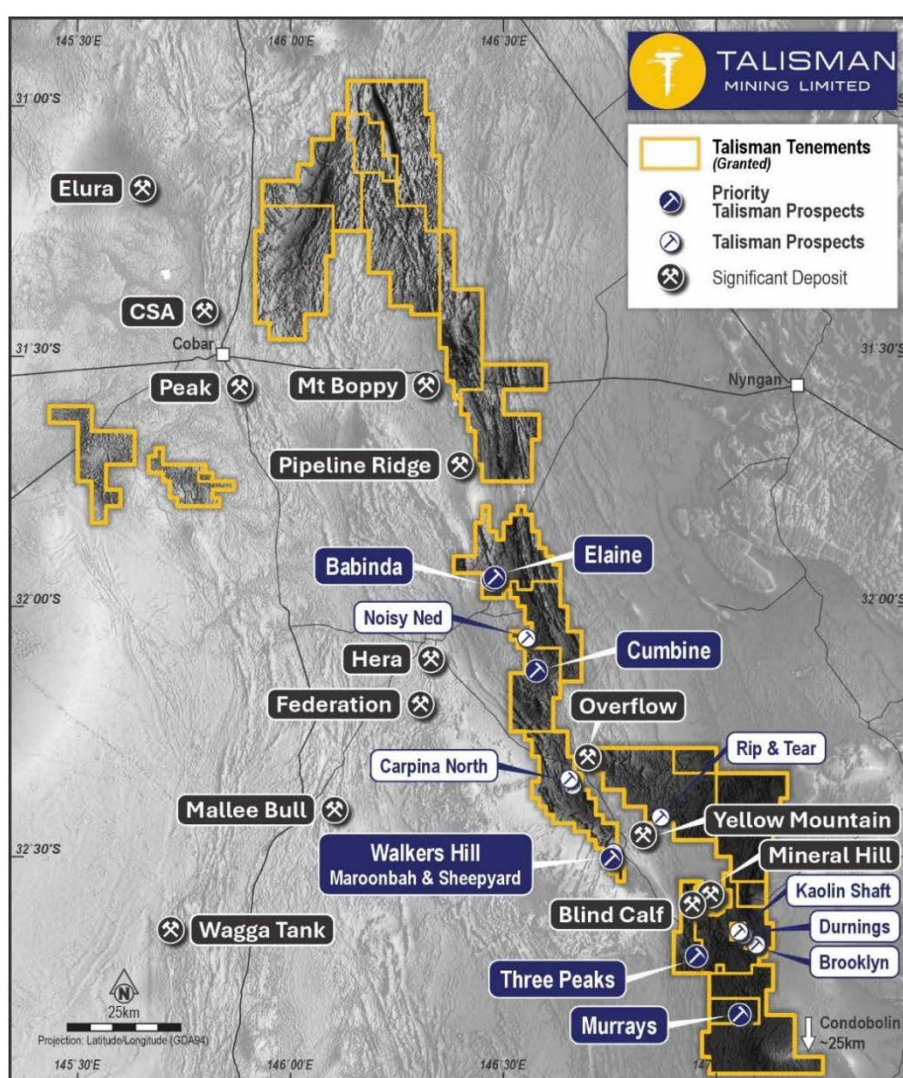 145˚30'E
146˚00'E
146˚30'E
TALISMAN
MINING LIMITED
31˚00'S
Talisman Tenements
(Granted)
Priority
Talisman Prospects
Talisman Prospects
Significant Deposit
Elura
CSA
Cobar
31˚30'S
31˚30'S
Peak
Mt Boppy
Nyngan
Pipeline Ridge
Babinda
Elaine
32˚00'S
32˚00'S
Noisy Ned
Cumbine
Hera
Federation
Overflow
Carpina North
Rip & Tear
Mallee Bull
Yellow Mountain
32˚30'S
Walkers Hill
Maroonbah & Sheepyard
Mineral Hill
Kaolin Shaft
Blind Calf
Durnings
Wagga Tank
Brooklyn
Three Peaks
N
25km
Murrays
Condobolin
~25km
Projection: Latitude/Longitude (GDA94)
145˚30'E
146˚00'E
146˚30'E